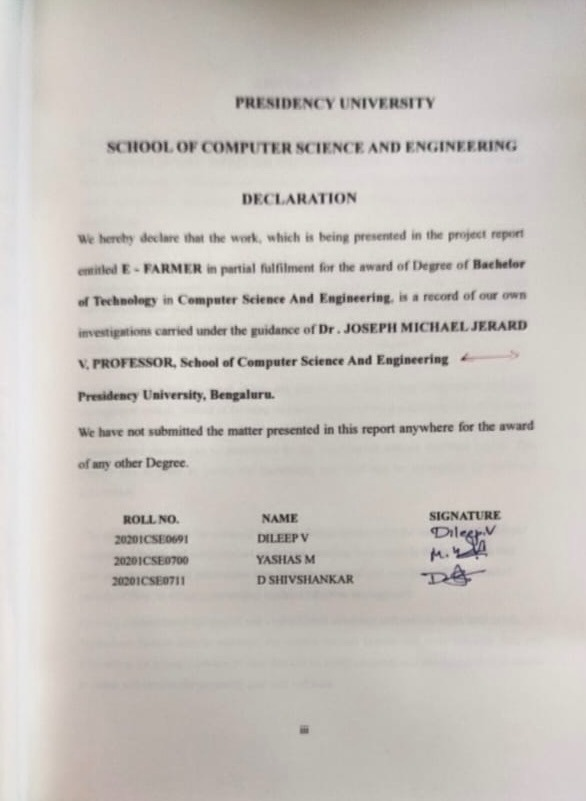 PRESIDENCY UNIVERSITY
SCHOOL OF COMPUTER SCIENCE AND ENGINEERING
DECLARATION
We hereby declare that the work, which is being presented in the project report
entitled E - FARMER in partial fulfilment for the award of Degree of Bachelor
of Technology in Computer Science And Engineering, is a record of our own
investigations carried under the guidance of Dr . JOSEPH MICHAEL JERARD
V, PROFESSOR, School of Computer Science And Engineering
Presidency University, Bengaluru.
We have not submitted the matter presented in this report anywhere for the award
of any other Degree.
ROLL NO. NAME SIGNATURE
20201CSE0691 DILEEP V Dileep.V
20201CSE0700 YASHAS M
20201CSE0711 D SHIVSHANKAR
iii